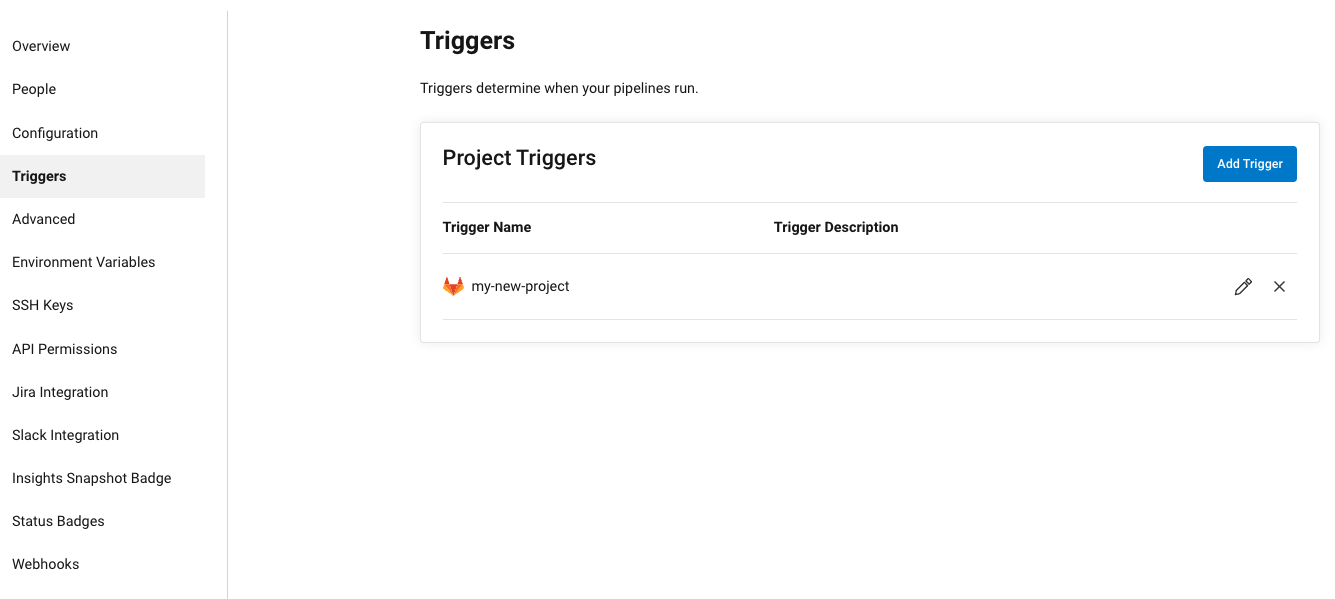 Overview
People
Configuration
Triggers
Advanced
Environment Variables
SSH Keys
API Permissions
Jira Integration
Slack Integration
Insights Snapshot Badge
Status Badges
Webhooks
Triggers
Triggers determine when your pipelines run.
Project Triggers
Add Trigger
Trigger Name Trigger Description
my-new-project